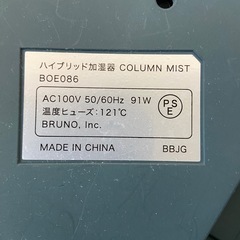 ハイブリッド加湿器 COLUMN MIST
BOE086
AC100V 50/60Hz 91W
温度ヒューズ:121℃
BRUNO, Inc.
PSE
MADE IN CHINA BBJG